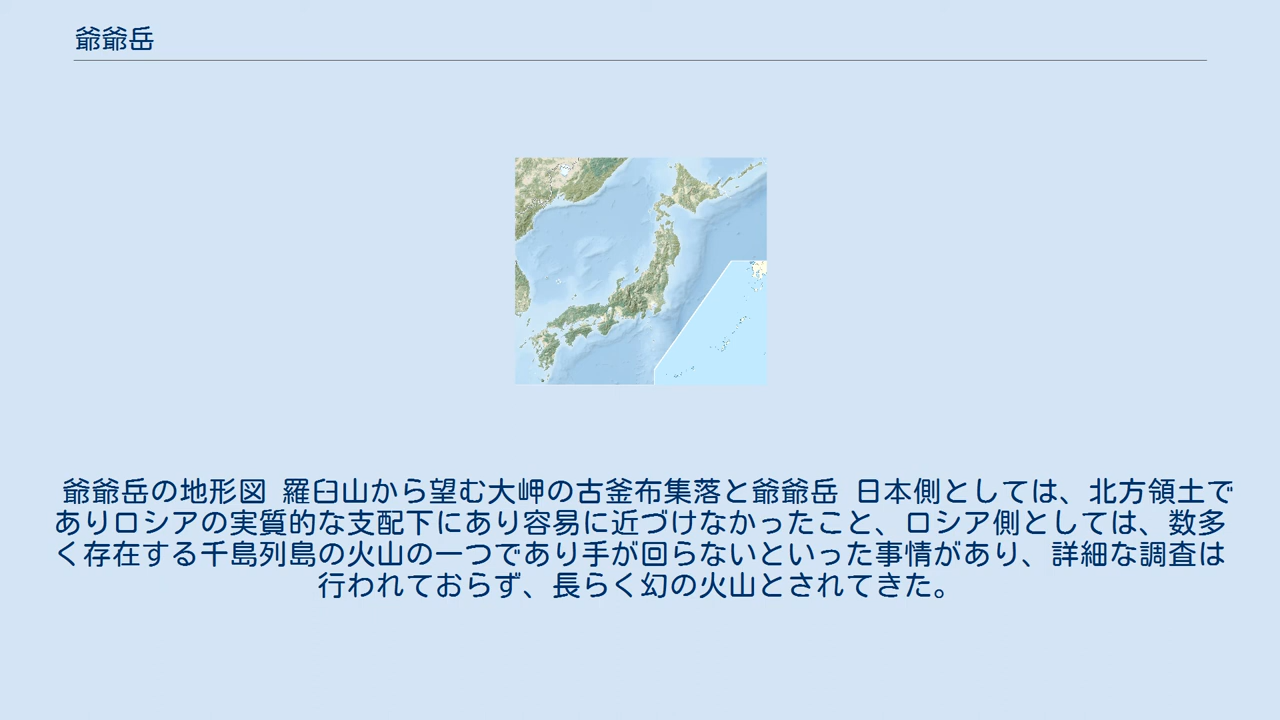 爺爺岳
爺爺岳の地形図 羅臼山から望む大岬の古釜布集落と爺爺岳 日本側としては、北方領土で
ありロシアの実質的な支配下にあり容易に近づけなかったこと、ロシア側としては、数多
く存在する千島列島の火山の一つであり手が回らないといった事情があり、詳細な調査は
行われておらず、長らく幻の火山とされてきた。